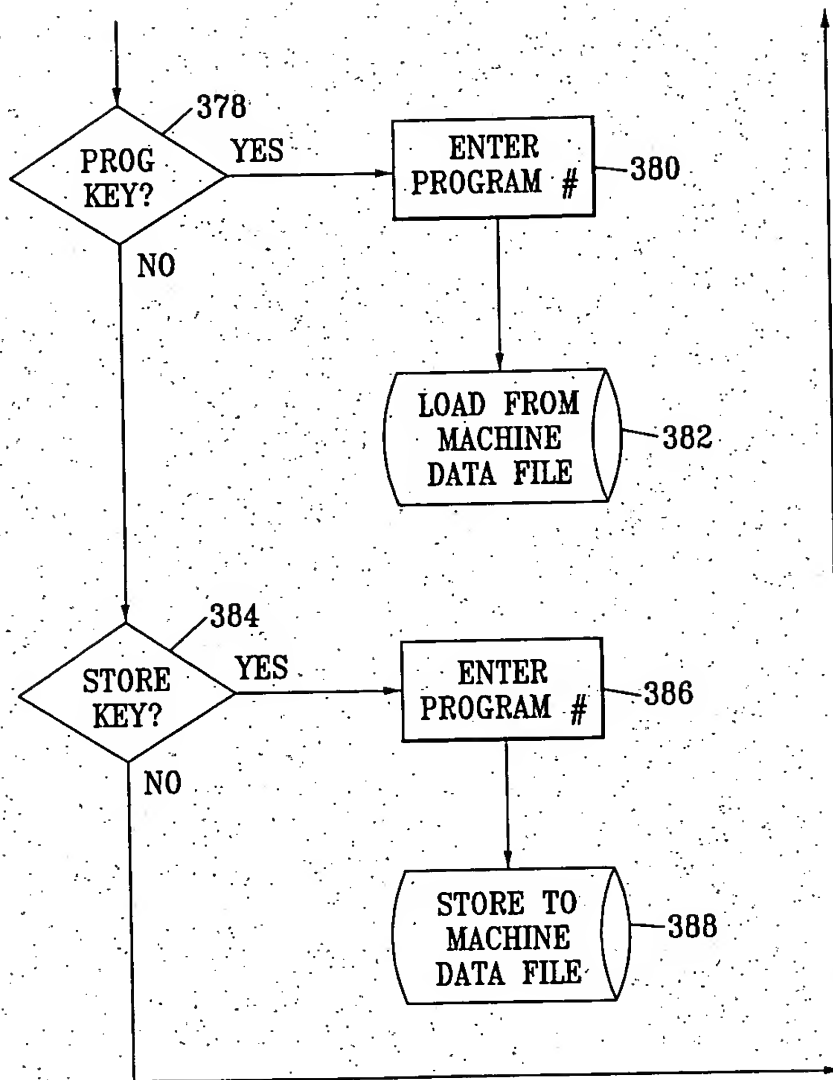 378
PROG
KEY?
YES
ENTER
PROGRAM #
380
NO
LOAD FROM
MACHINE
DATA FILE
382
384
STORE
KEY?
YES
ENTER
PROGRAM #
386
NO
STORE TO
MACHINE
DATA FILE
388